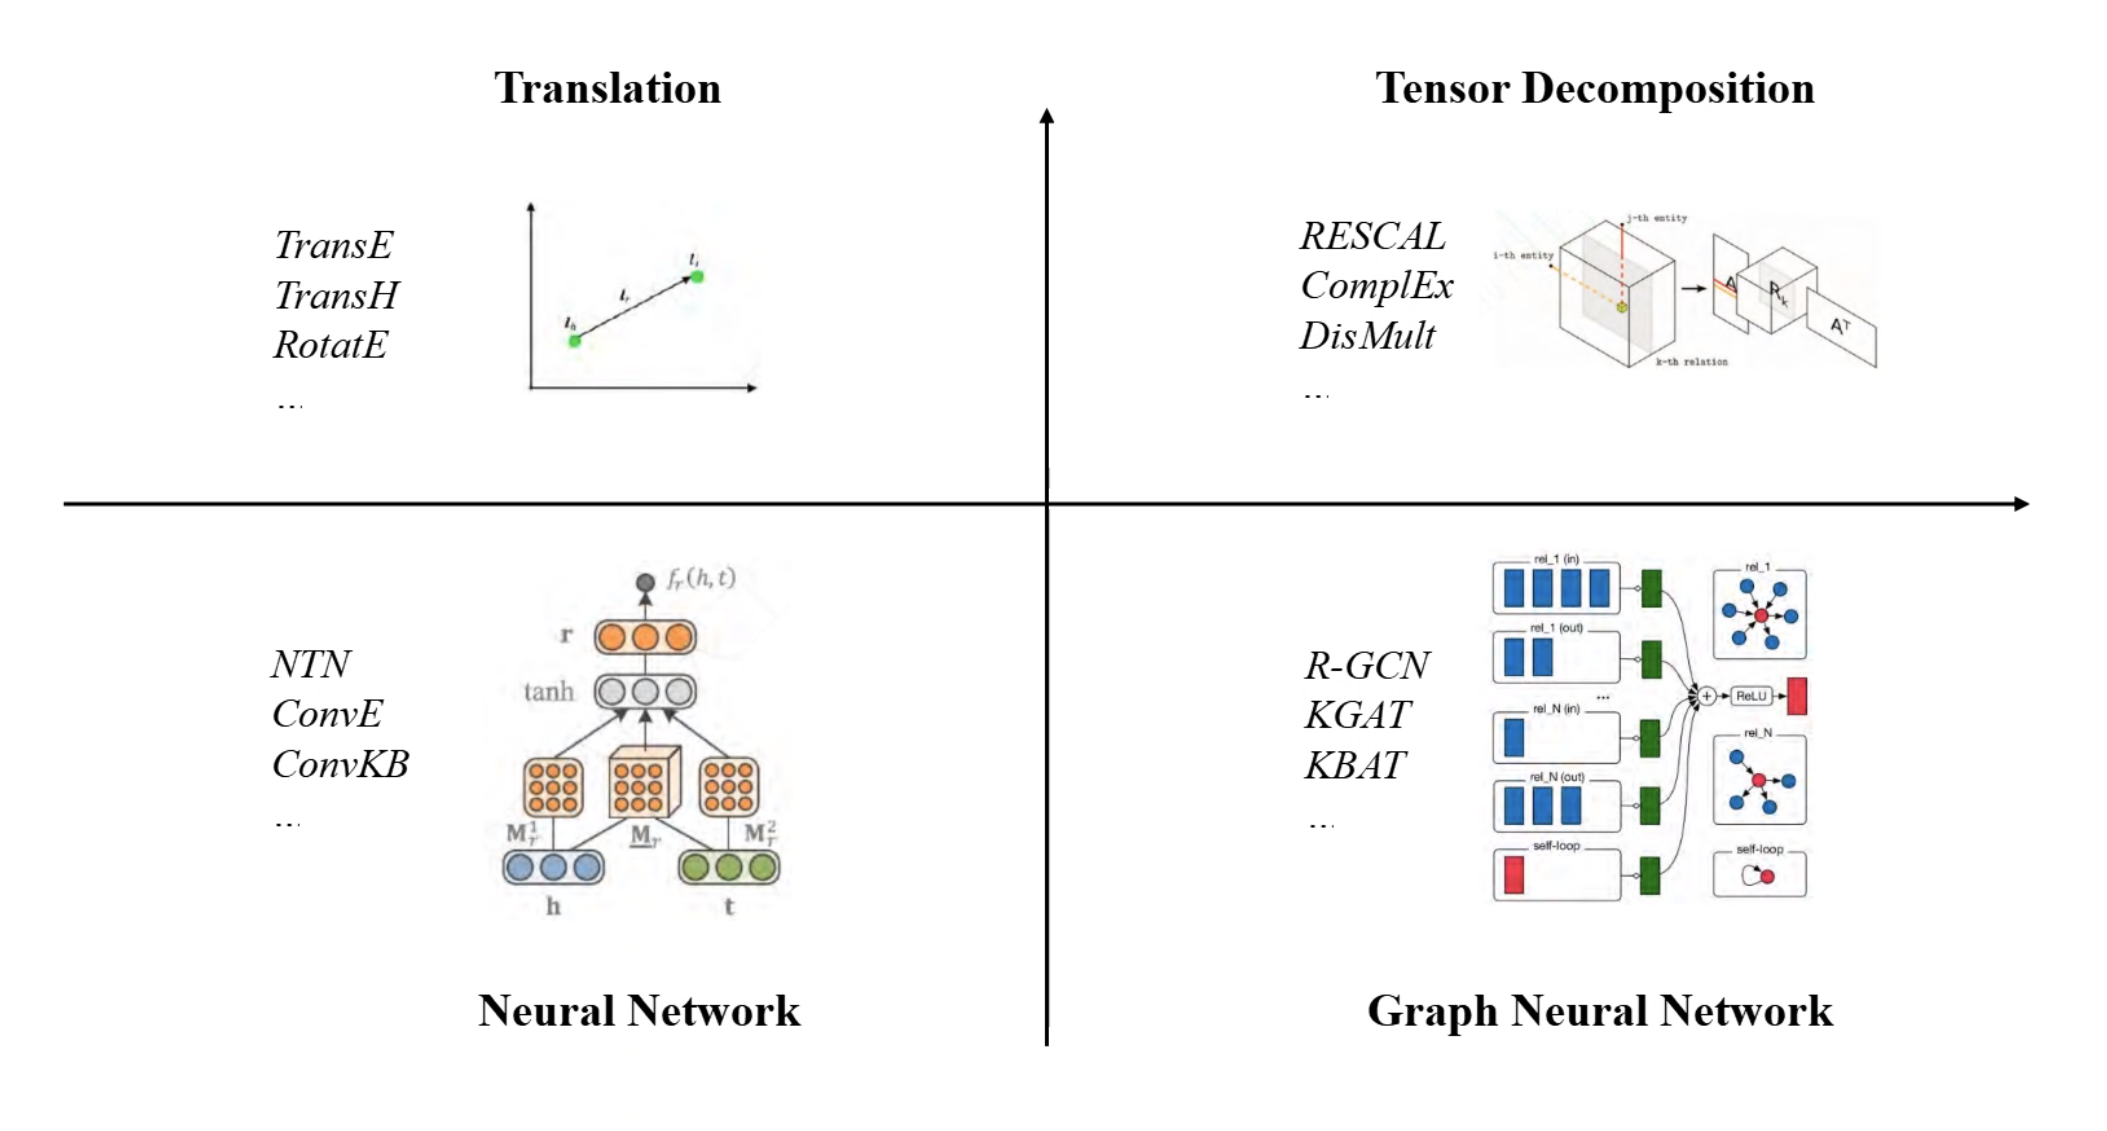 Translation
TransE
TransH
RotatE
...
l_h
l_r
l_t
Tensor Decomposition
RESCAL
ComplEx
DisMult
...
j-th entity
i-th entity
k-th relation
A
R_k
A^T
f_r(h, t)
r
tanh
NTN
ConvE
ConvKB
...
M_r^1
M_r
M_r^2
h
t
Neural Network
R-GCN
KGAT
KBAT
...
rel_1 (in)
rel_1 (out)
...
rel_N (in)
rel_N (out)
self-loop
+
ReLU
rel_1
rel_N
self-loop
Graph Neural Network